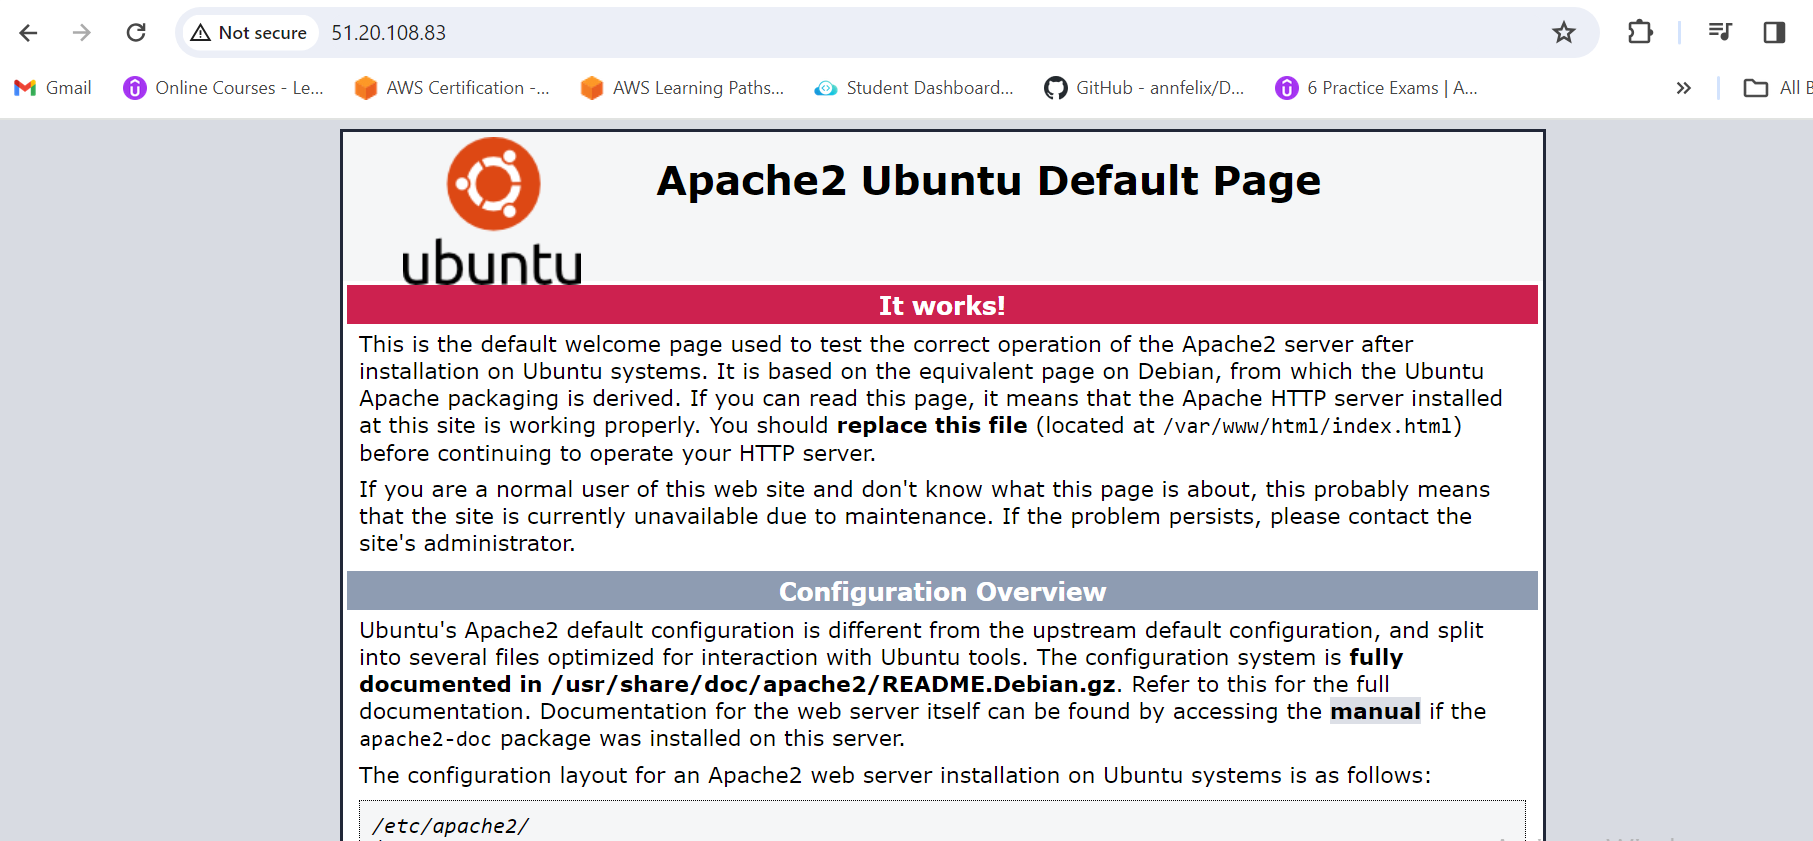 Not secure 51.20.108.83
Gmail Online Courses - Le... AWS Certification -... AWS Learning Paths... Student Dashboard... GitHub - annfelix/D... 6 Practice Exams | A... » All B
ubuntu
Apache2 Ubuntu Default Page
It works!
This is the default welcome page used to test the correct operation of the Apache2 server after
installation on Ubuntu systems. It is based on the equivalent page on Debian, from which the Ubuntu
Apache packaging is derived. If you can read this page, it means that the Apache HTTP server installed
at this site is working properly. You should replace this file (located at /var/www/html/index.html)
before continuing to operate your HTTP server.
If you are a normal user of this web site and don't know what this page is about, this probably means
that the site is currently unavailable due to maintenance. If the problem persists, please contact the
site's administrator.
Configuration Overview
Ubuntu's Apache2 default configuration is different from the upstream default configuration, and split
into several files optimized for interaction with Ubuntu tools. The configuration system is fully
documented in /usr/share/doc/apache2/README.Debian.gz. Refer to this for the full
documentation. Documentation for the web server itself can be found by accessing the manual if the
apache2-doc package was installed on this server.
The configuration layout for an Apache2 web server installation on Ubuntu systems is as follows:
/etc/apache2/